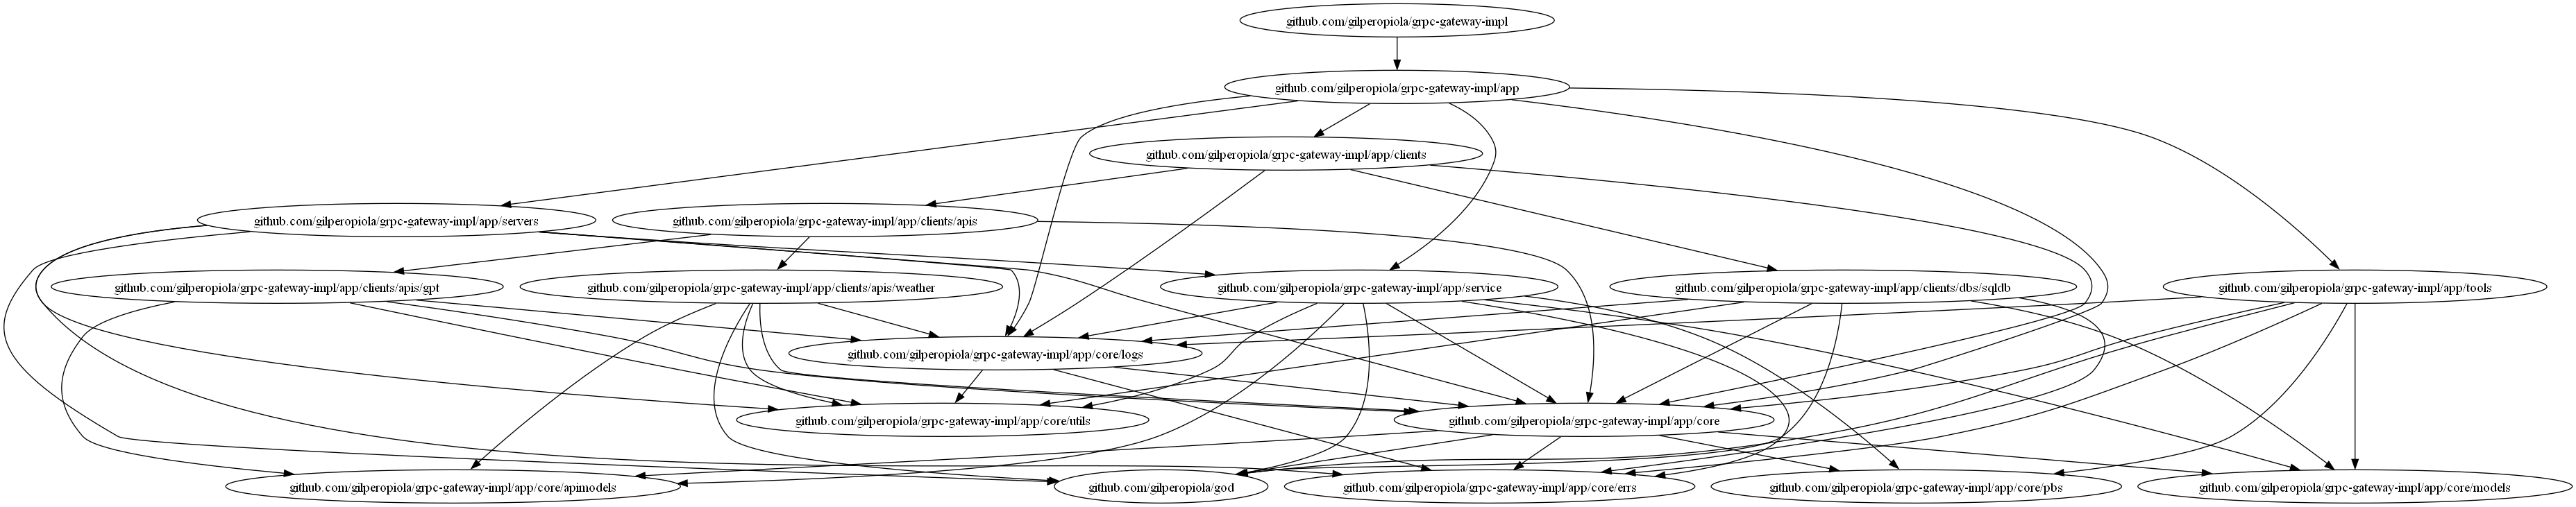 github.com/gilperopiola/grpc-gateway-impl
github.com/gilperopiola/grpc-gateway-impl/app
github.com/gilperopiola/grpc-gateway-impl/app/clients
github.com/gilperopiola/grpc-gateway-impl/app/servers
github.com/gilperopiola/grpc-gateway-impl/app/clients/apis
github.com/gilperopiola/grpc-gateway-impl/app/clients/apis/gpt
github.com/gilperopiola/grpc-gateway-impl/app/clients/apis/weather
github.com/gilperopiola/grpc-gateway-impl/app/service
github.com/gilperopiola/grpc-gateway-impl/app/clients/dbs/sqldb
github.com/gilperopiola/grpc-gateway-impl/app/tools
github.com/gilperopiola/grpc-gateway-impl/app/core/logs
github.com/gilperopiola/grpc-gateway-impl/app/core/utils
github.com/gilperopiola/grpc-gateway-impl/app/core
github.com/gilperopiola/grpc-gateway-impl/app/core/apimodels
github.com/gilperopiola/god
github.com/gilperopiola/grpc-gateway-impl/app/core/errs
github.com/gilperopiola/grpc-gateway-impl/app/core/pbs
github.com/gilperopiola/grpc-gateway-impl/app/core/models